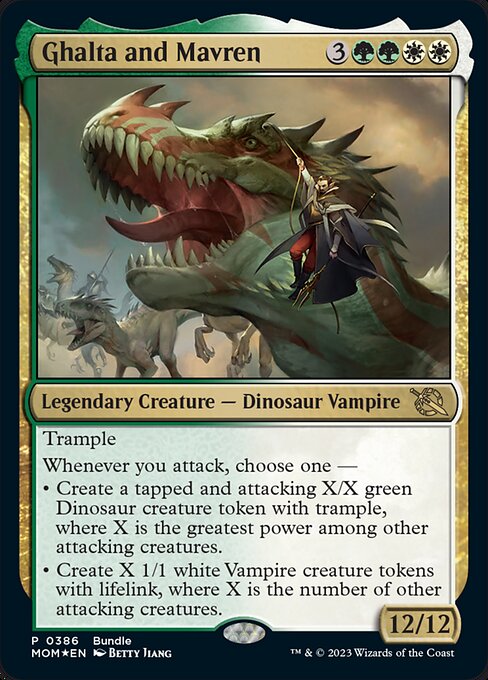 Ghalta and Mavren 3
Legendary Creature — Dinosaur Vampire
Trample
Whenever you attack, choose one —
• Create a tapped and attacking X/X green
Dinosaur creature token with trample,
where X is the greatest power among other
attacking creatures.
• Create X 1/1 white Vampire creature tokens
with lifelink, where X is the number of other
attacking creatures.
12/12
P 0386 Bundle
MOM★EN Betty Jiang
™ & © 2023 Wizards of the Coast